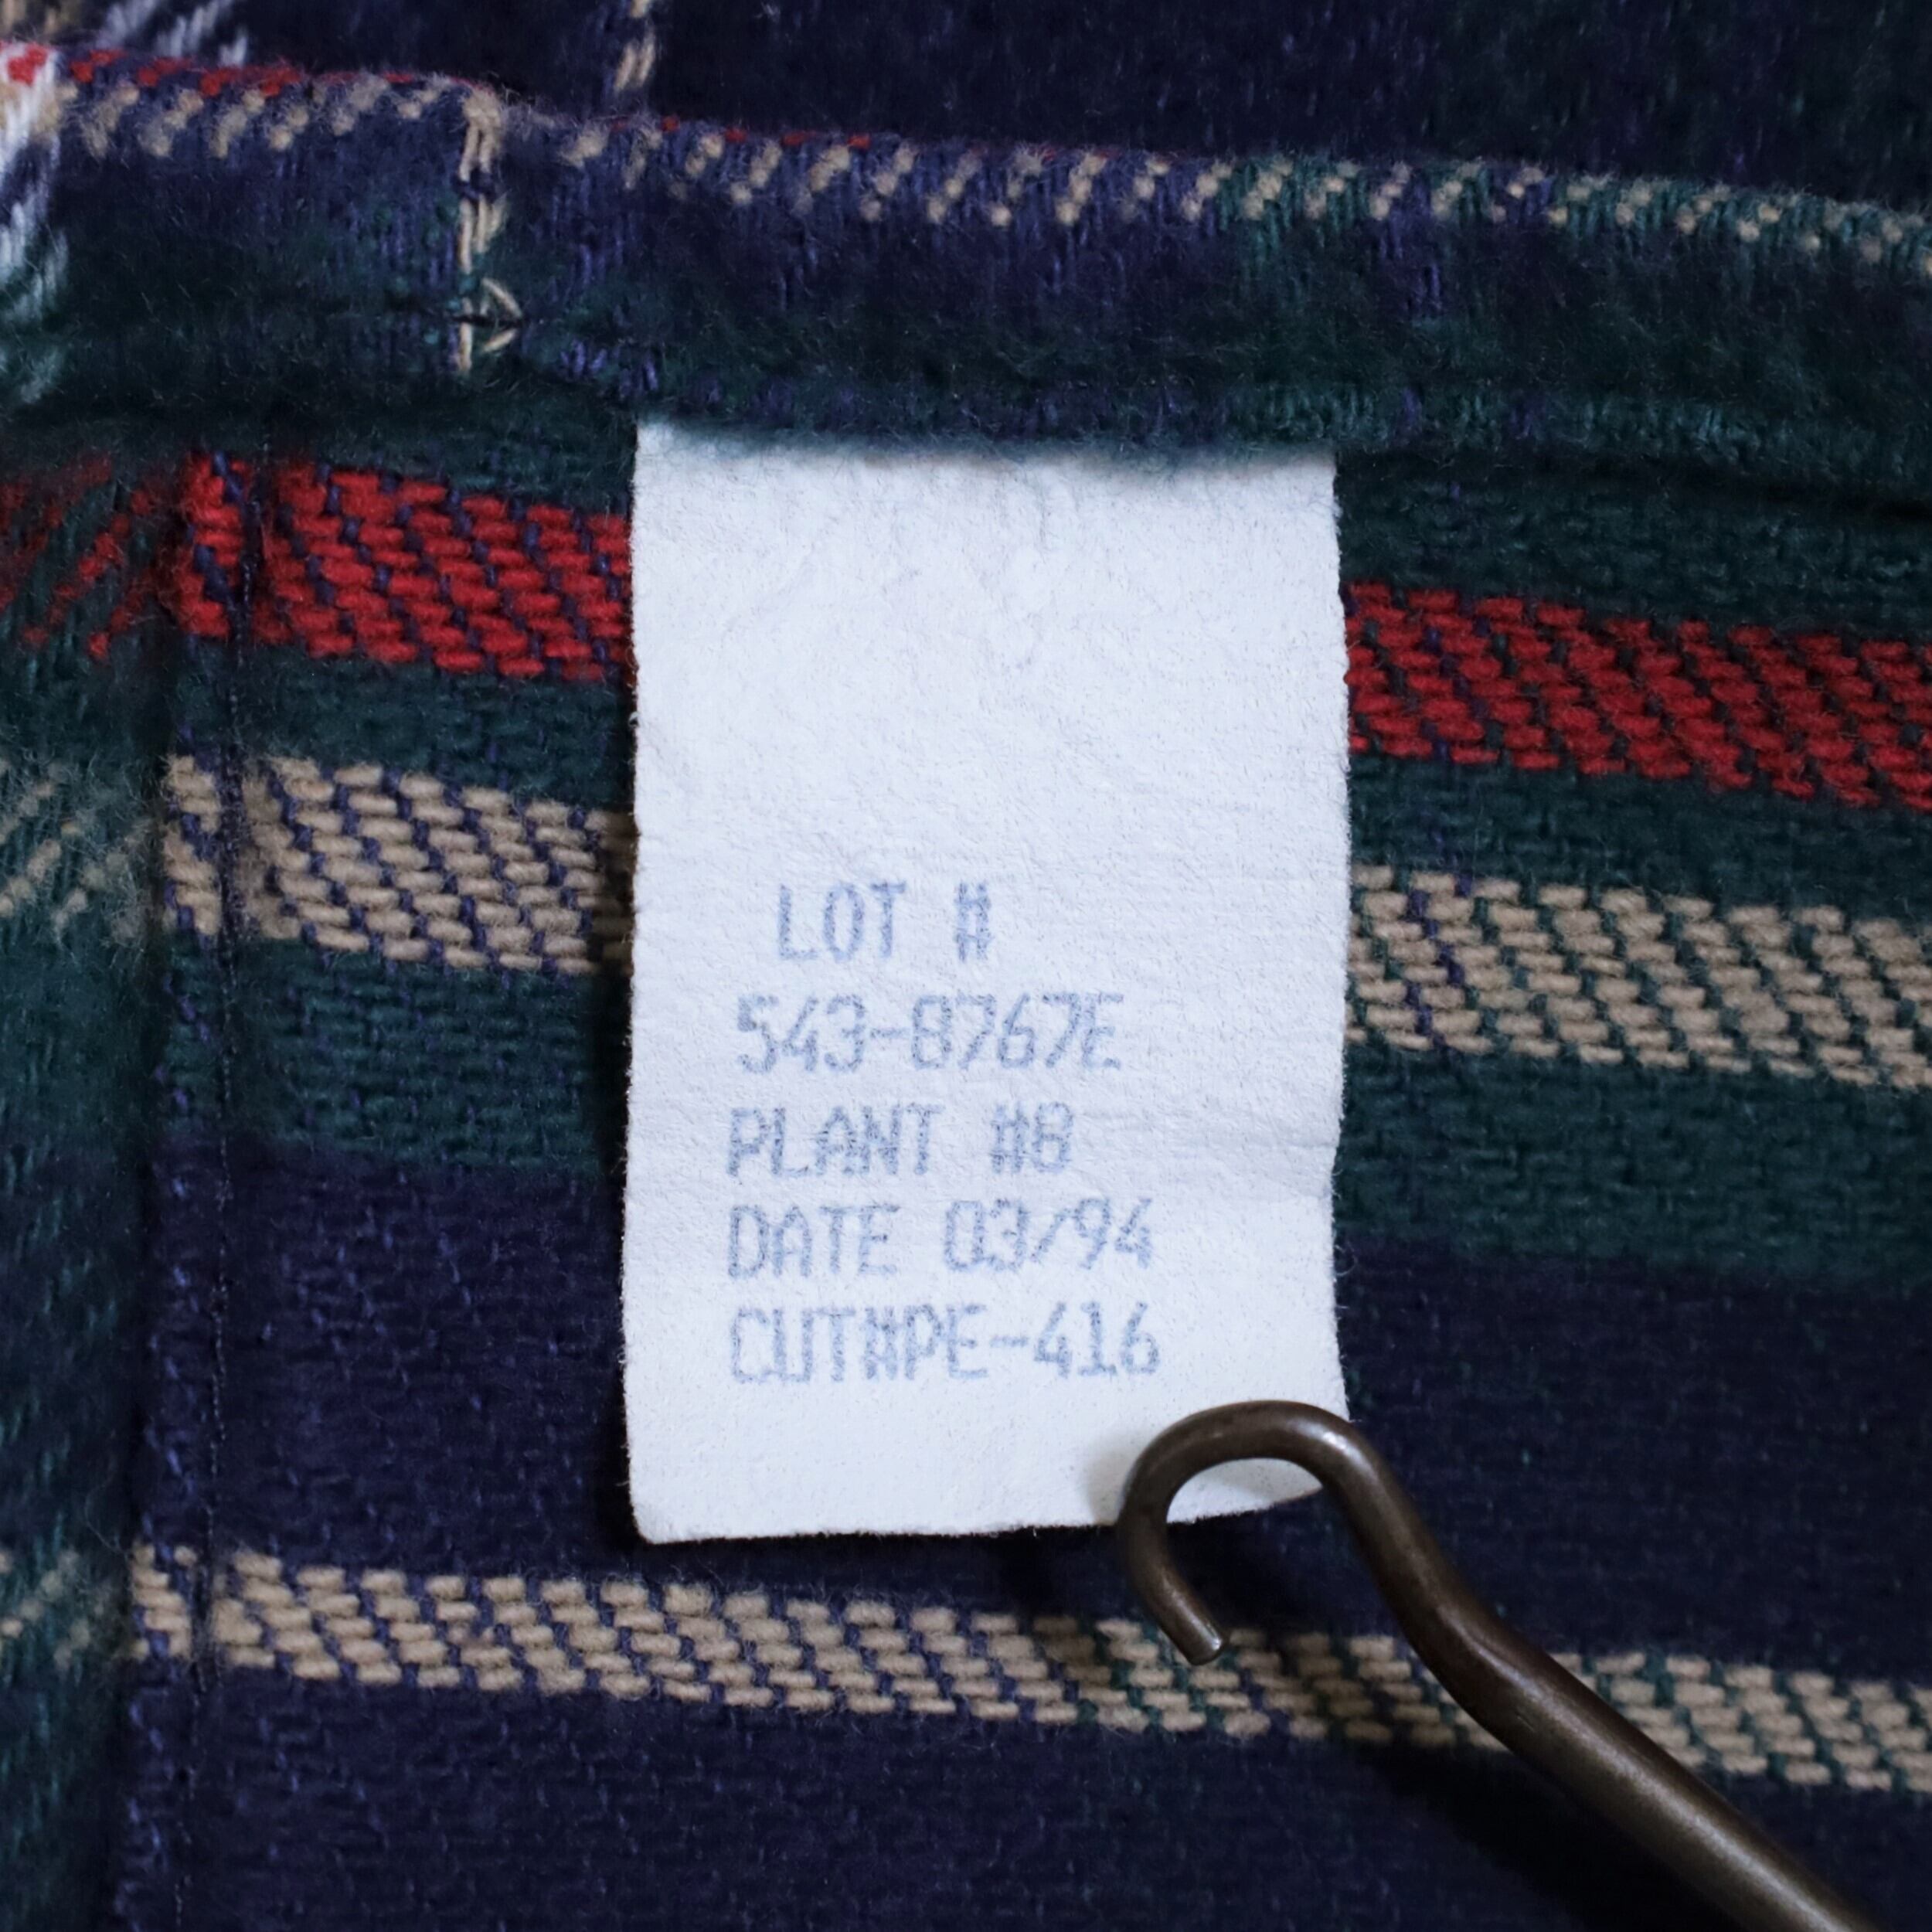 LOT #
543-8767E
PLANT #8
DATE 03/94
CUT#PE-416